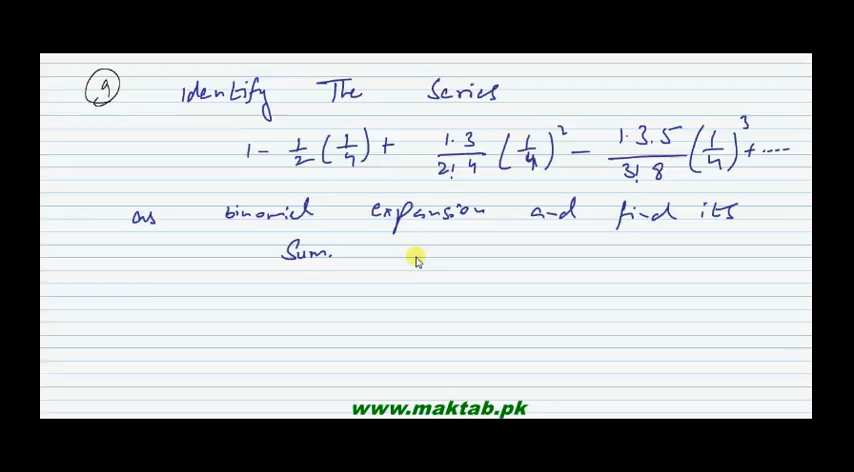 9 Identify The Series
1 - 1/2 (1/4) + 1·3/2! 4 (1/4)^2 - 1·3·5/3! 8 (1/4)^3 + ....
as binomial expansion and find its
Sum.
www.maktab.pk